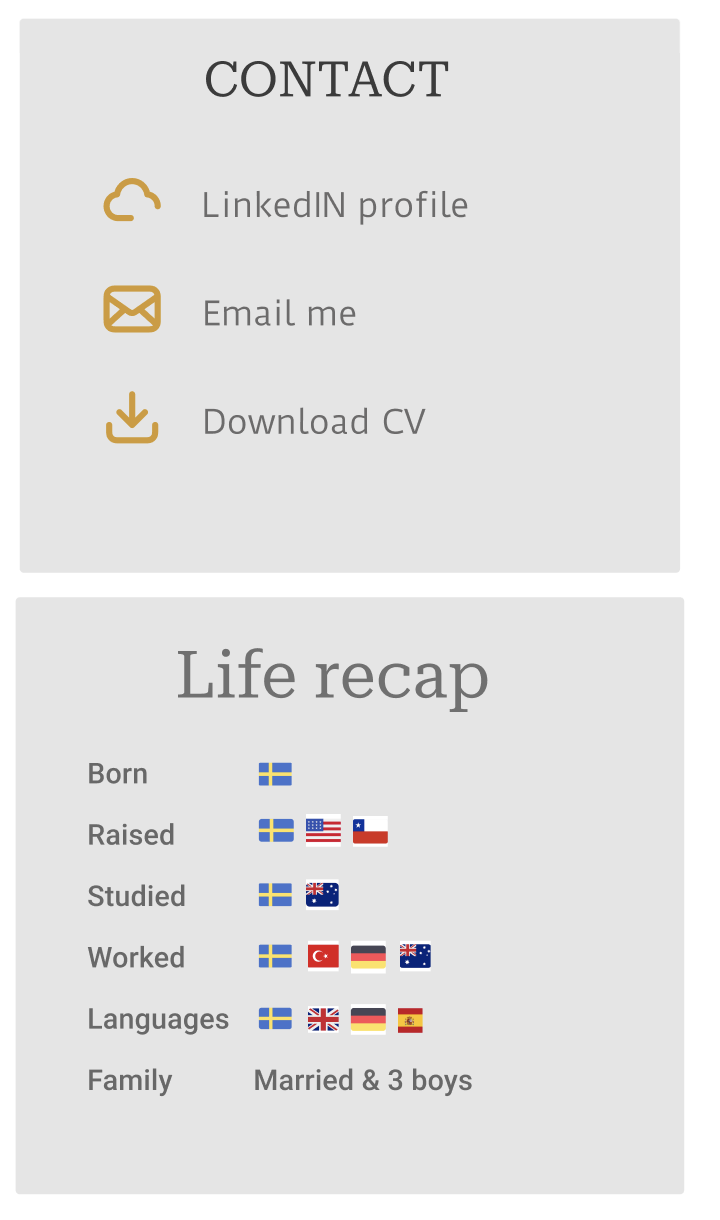 CONTACT
LinkedIN profile
Email me
Download CV
Life recap
Born
Raised
Studied
Worked
Languages
Family Married & 3 boys